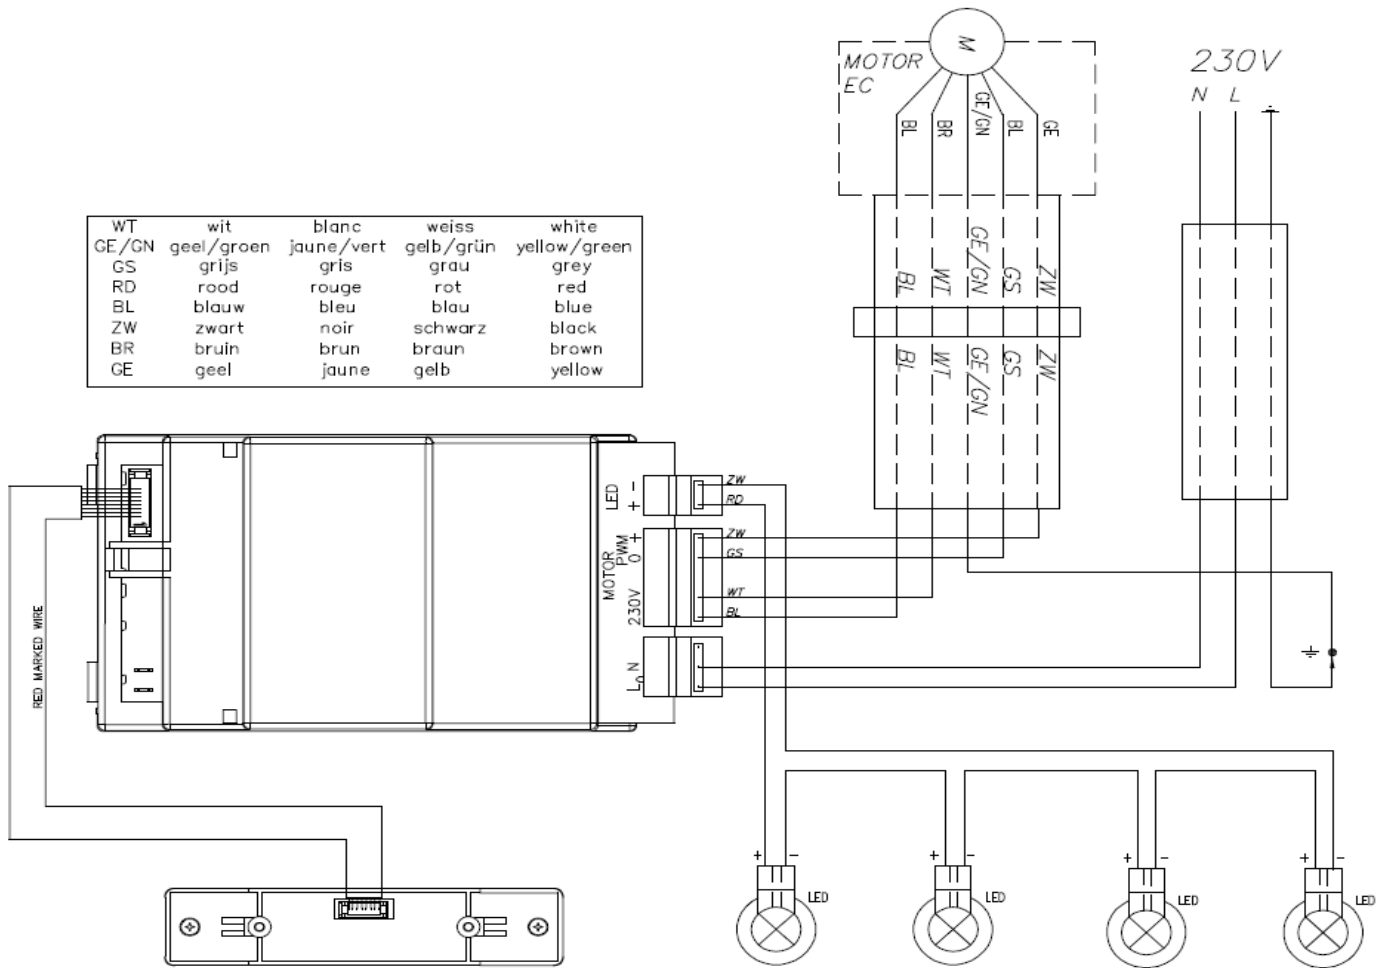 M
MOTOR
EC
BL
BR
GE/GN
BL
GE
230V
N L
WT wit blanc weiss white
GE/GN geel/groen jaune/vert gelb/grün yellow/green
GS grijs gris grau grey
RD rood rouge rot red
BL blauw bleu blau blue
ZW zwart noir schwarz black
BR bruin brun braun brown
GE geel jaune gelb yellow
BL WT GE/GN GS ZW
BL WT GE/GN GS ZW
LED + -
ZW
RD
MOTOR
PWM
0 +
230V
ZW
GS
WT
BL
L N
RED MARKED WIRE
+ - LED
+ - LED
+ - LED
+ - LED